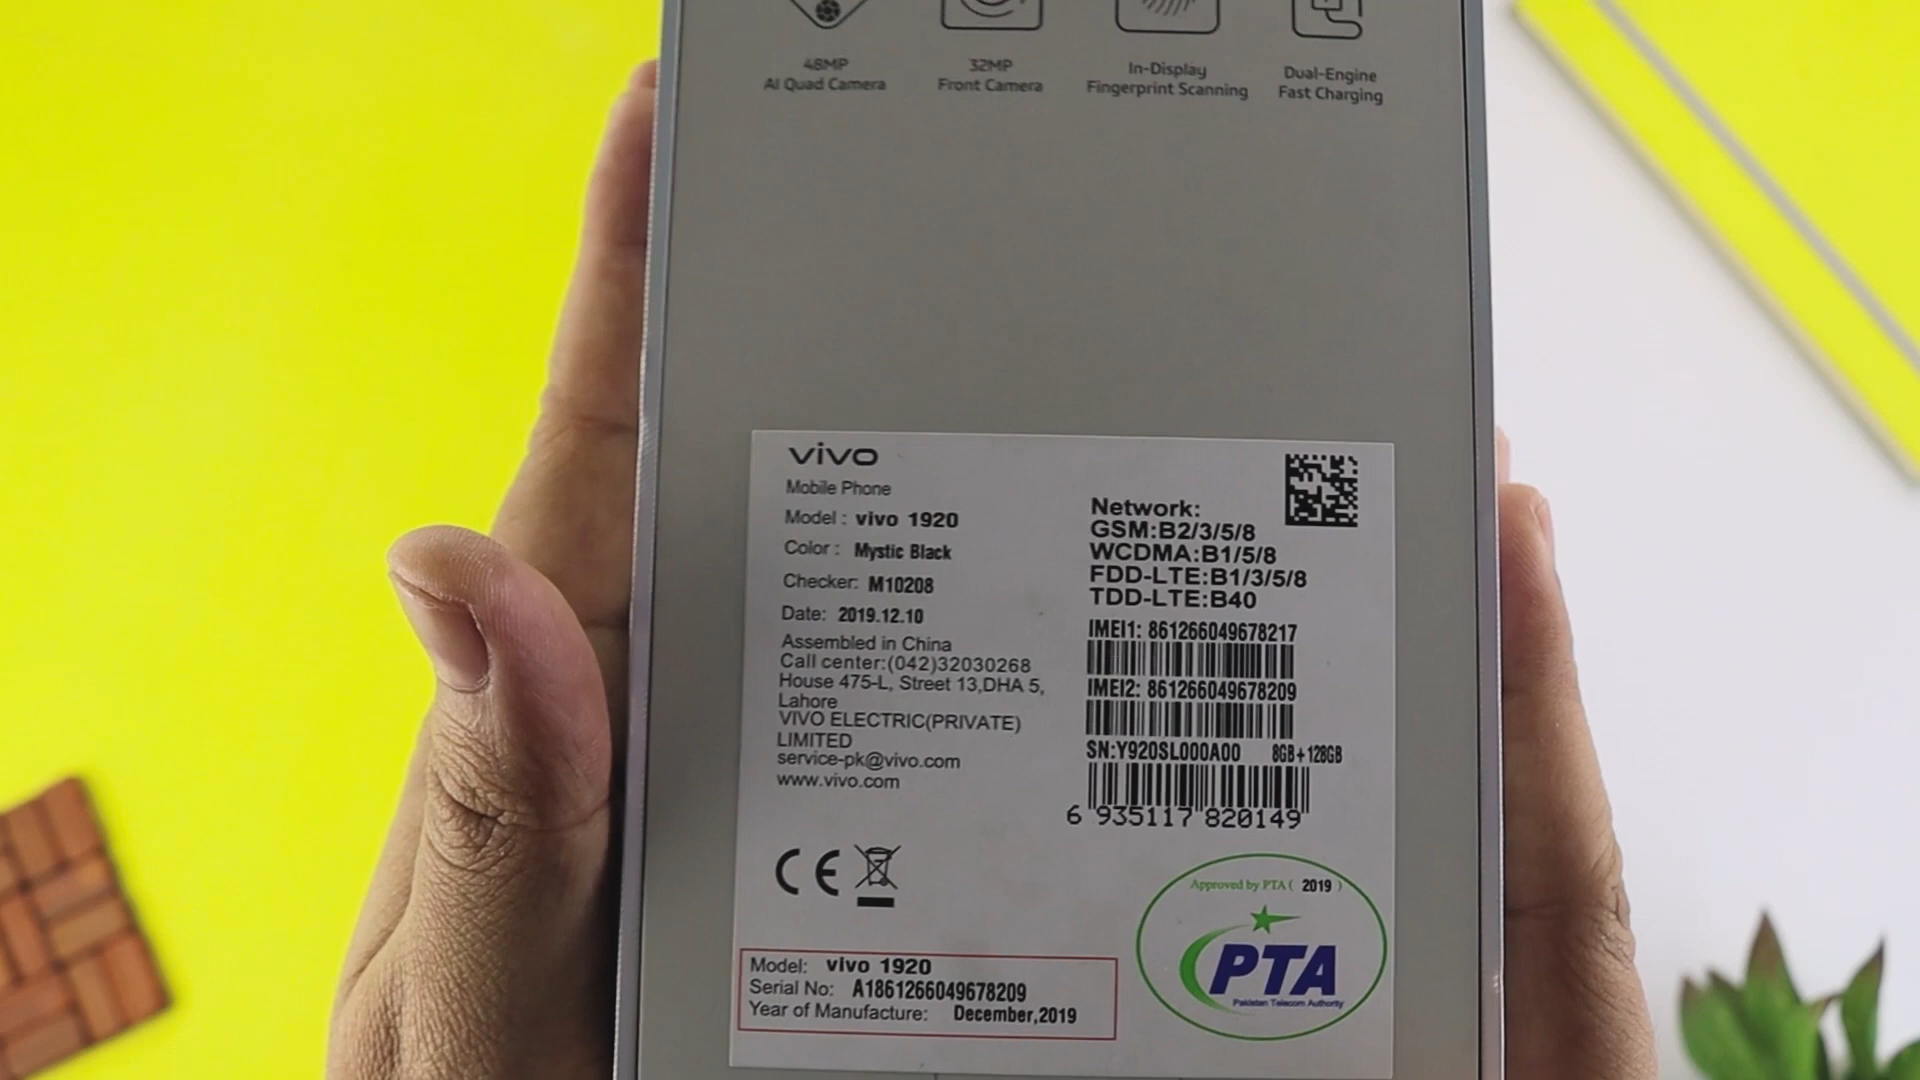 48MP
AI Quad Camera
32MP
Front Camera
In-Display
Fingerprint Scanning
Dual-Engine
Fast Charging
vivo
Mobile Phone
Model : vivo 1920
Color : Mystic Black
Checker: M10208
Date: 2019.12.10
Assembled in China
Call center:(042)32030268
House 475-L, Street 13,DHA 5,
Lahore
VIVO ELECTRIC(PRIVATE)
LIMITED
service-pk@vivo.com
www.vivo.com
Network:
GSM:B2/3/5/8
WCDMA:B1/5/8
FDD-LTE:B1/3/5/8
TDD-LTE:B40
IMEI1: 861266049678217
IMEI2: 861266049678209
SN:Y920SL000A00 8GB+128GB
6 935117 820149
CE
Approved by PTA ( 2019 )
PTA
Pakistan Telecom Authority
Model: vivo 1920
Serial No: A1861266049678209
Year of Manufacture: December,2019